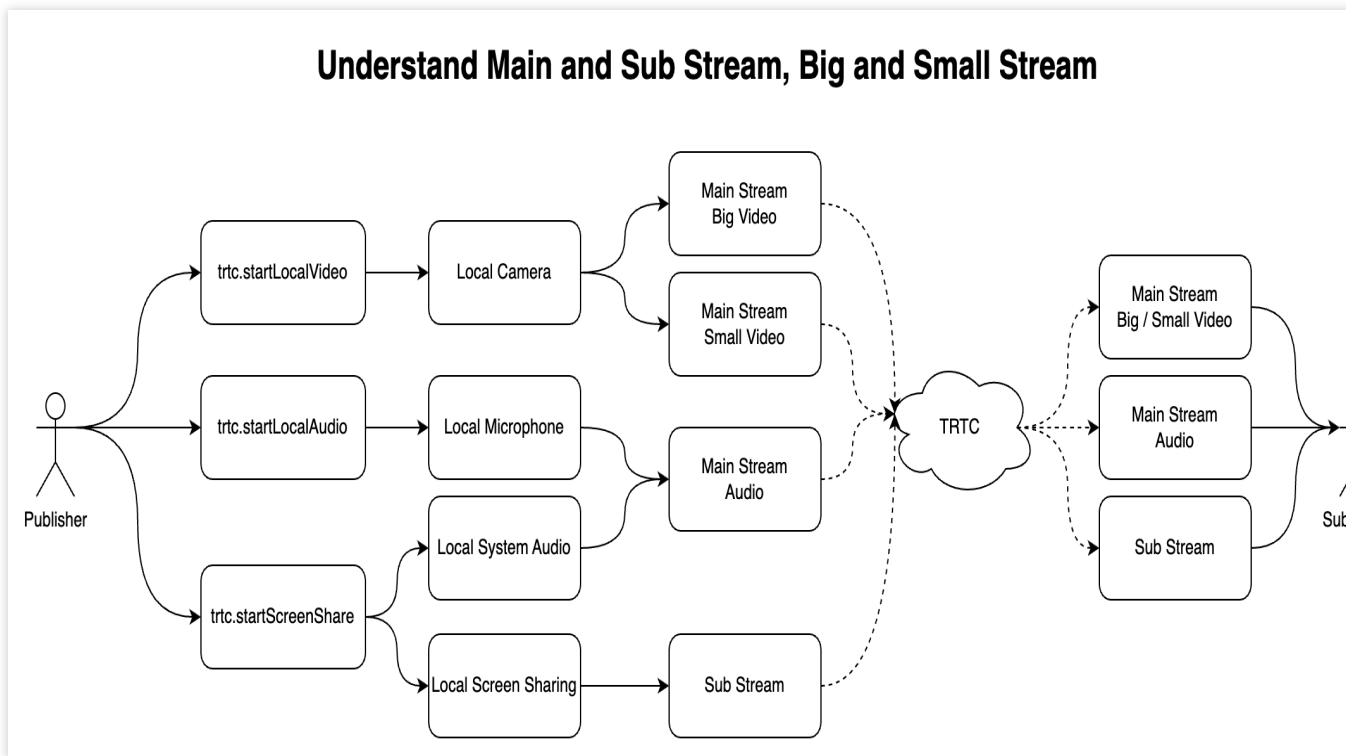 Understand Main and Sub Stream, Big and Small Stream
Main Stream
Big Video
trtc.startLocalVideo
Local Camera
Main Stream
Small Video
Main Stream
Big / Small Video
trtc.startLocalAudio
Local Microphone
Main Stream
Audio
TRTC
Main Stream
Audio
Publisher
Local System Audio
Sub Stream
Sub
trtc.startScreenShare
Local Screen Sharing
Sub Stream